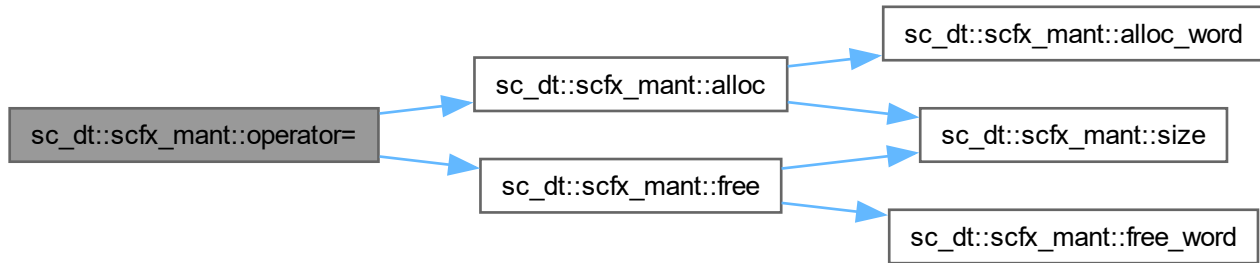 sc_dt::scfx_mant::operator=
sc_dt::scfx_mant::alloc
sc_dt::scfx_mant::free
sc_dt::scfx_mant::alloc_word
sc_dt::scfx_mant::size
sc_dt::scfx_mant::free_word